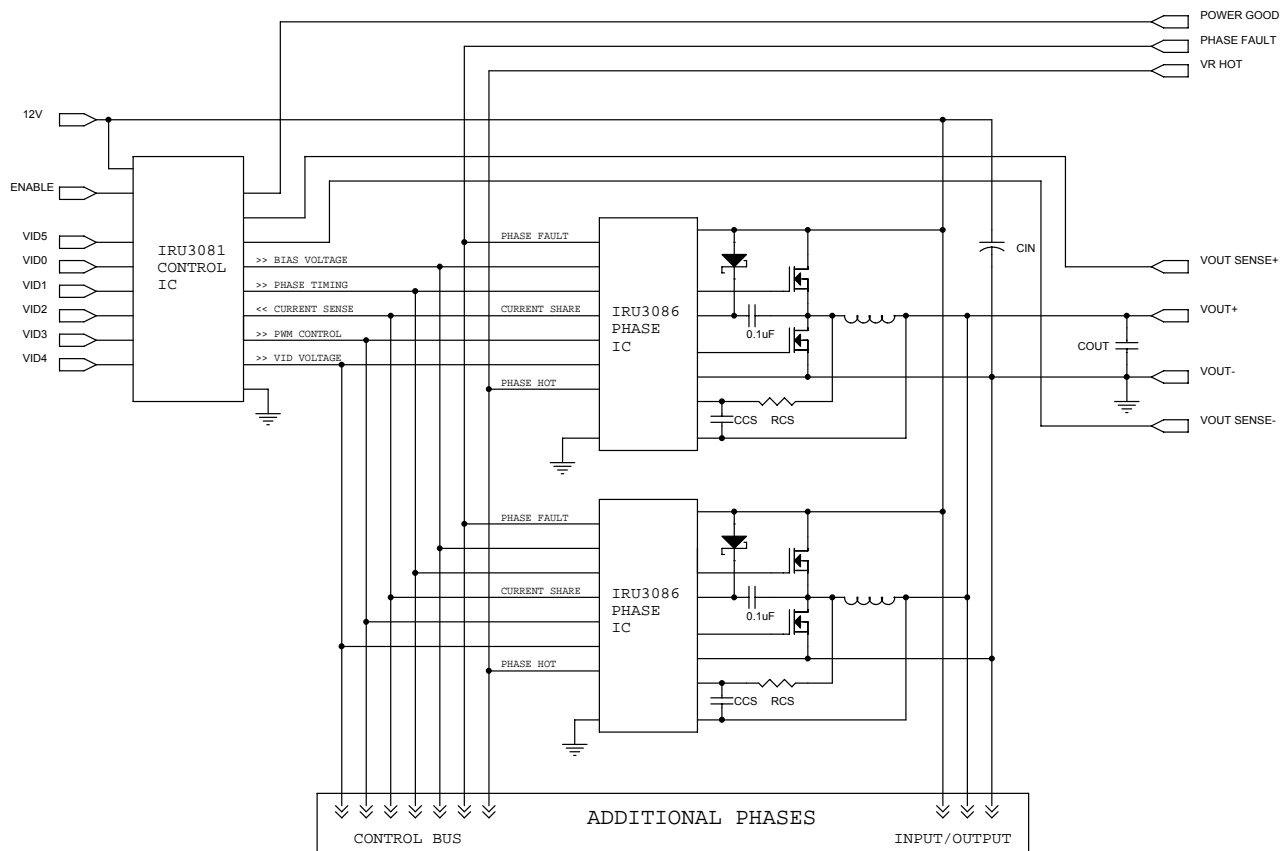 POWER GOOD
PHASE FAULT
VR HOT
12V
ENABLE
VID5
VID0
VID1
VID2
VID3
VID4
IRU3081
CONTROL
IC
>> BIAS VOLTAGE
>> PHASE TIMING
<< CURRENT SENSE
>> PWM CONTROL
>> VID VOLTAGE
PHASE FAULT
CURRENT SHARE
PHASE HOT
IRU3086
PHASE
IC
0.1uF
CCS
RCS
CIN
COUT
VOUT SENSE+
VOUT+
VOUT-
VOUT SENSE-
PHASE FAULT
CURRENT SHARE
PHASE HOT
IRU3086
PHASE
IC
0.1uF
CCS
RCS
ADDITIONAL PHASES
CONTROL BUS
INPUT/OUTPUT